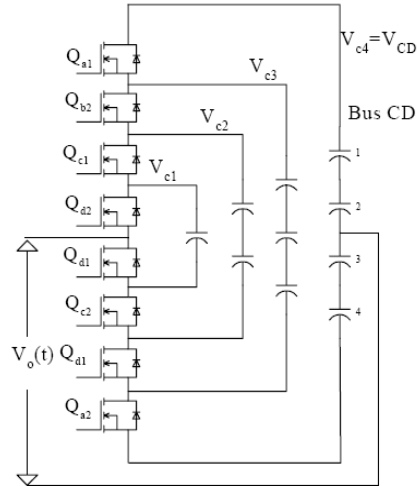 Q_a1
V_c4=V_CD
V_c3
Q_b2
Bus CD
V_c2
Q_c1
V_c1
1
Q_d2
2
Q_d1
3
Q_c2
4
V_o(t)
Q_d1
Q_a2